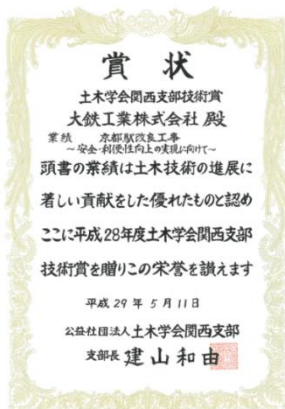 賞状
土木学会関西支部技術賞
大鉄工業株式会社 殿
業績 京都駅改良工事
～安全・利便性向上の実現に向けて～
頭書の業績は土木技術の進展に
著しい貢献をした優れたものと認め
ここに平成28年度土木学会関西支部
技術賞を贈りこの栄誉を讃えます
平成29年5月11日
公益社団法人土木学会関西支部
支部長 建山和由